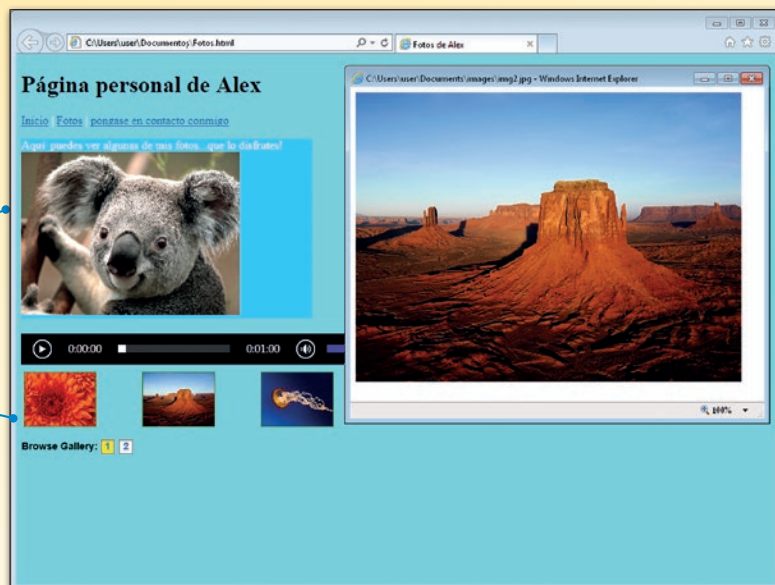 C:\Users\user\Documentos\Fotos.html
Fotos de Alex
Página personal de Alex
Inicio | Fotos | pongase en contacto conmigo
Aquí puedes ver algunas de mis fotos...que lo disfrutes!
0:00:00
0:01:00
Browse Gallery: 1 2
C:\Users\user\Documents\images\img2.jpg - Windows Internet Explorer
100%